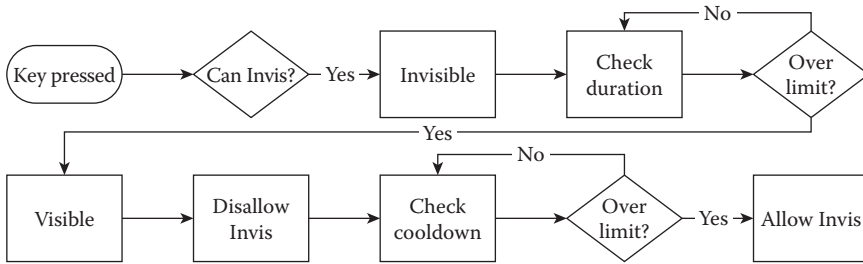 No
Key pressed
Can Invis?
Yes
Invisible
Check
duration
Over
limit?
Yes
No
Visible
Disallow
Invis
Check
cooldown
Over
limit?
Yes
Allow Invis